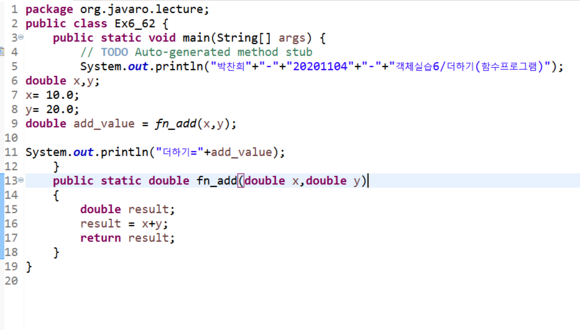 1 package org.javaro.lecture;
2 public class Ex6_62 {
3 public static void main(String[] args) {
4 // TODO Auto-generated method stub
5 System.out.println("박찬희"+"-"+"20201104"+"-"+"객체실습6/더하기(함수프로그램)");
6 double x,y;
7 x= 10.0;
8 y= 20.0;
9 double add_value = fn_add(x,y);
10
11 System.out.println("더하기="+add_value);
12 }
13 public static double fn_add(double x,double y)
14 {
15 double result;
16 result = x+y;
17 return result;
18 }
19 }
20